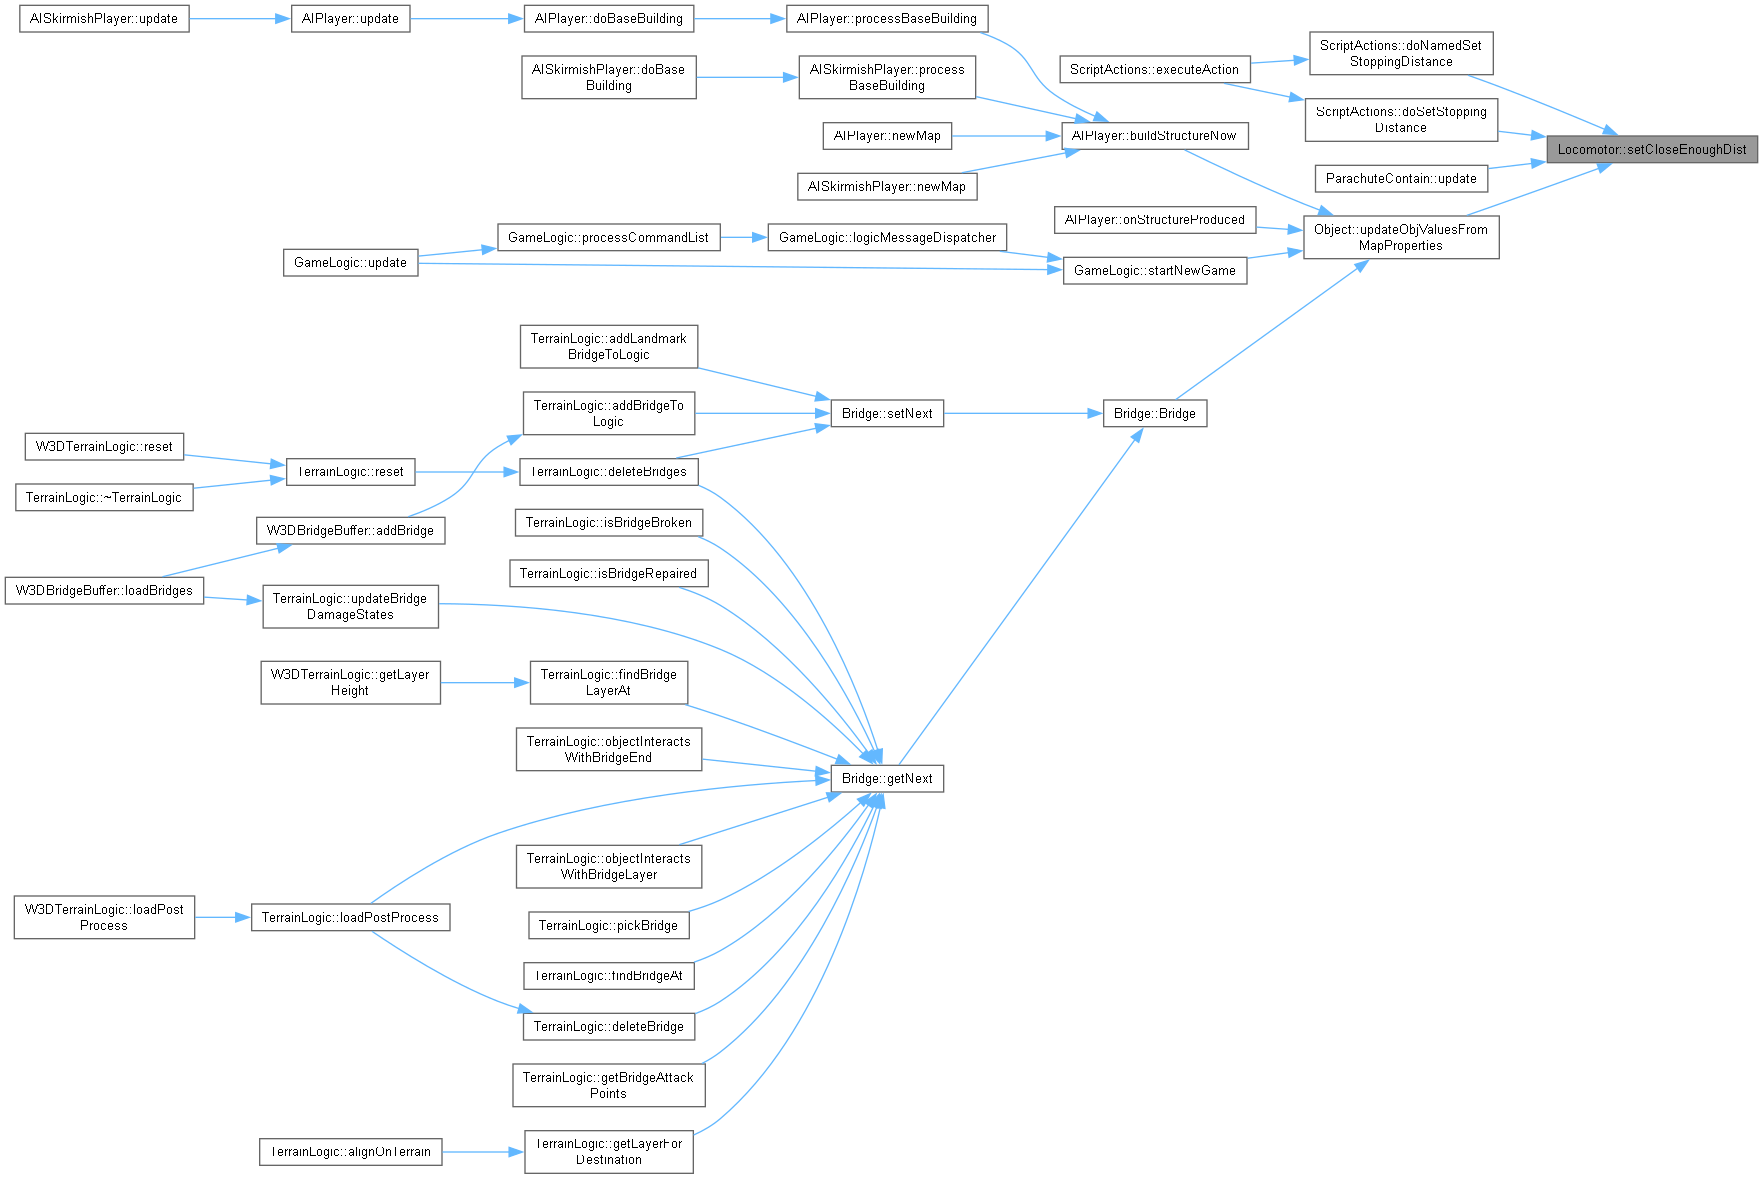 AISkirmishPlayer::update
AIPlayer::update
AIPlayer::doBaseBuilding
AIPlayer::processBaseBuilding
AISkirmishPlayer::doBase
Building
AISkirmishPlayer::process
BaseBuilding
AIPlayer::newMap
AISkirmishPlayer::newMap
AIPlayer::buildStructureNow
ScriptActions::executeAction
ScriptActions::doNamedSet
StoppingDistance
ScriptActions::doSetStopping
Distance
ParachuteContain::update
Locomotor::setCloseEnoughDist
AIPlayer::onStructureProduced
Object::updateObjValuesFrom
MapProperties
GameLogic::update
GameLogic::processCommandList
GameLogic::logicMessageDispatcher
GameLogic::startNewGame
TerrainLogic::addLandmark
BridgeToLogic
TerrainLogic::addBridgeTo
Logic
Bridge::setNext
Bridge::Bridge
W3DTerrainLogic::reset
TerrainLogic::~TerrainLogic
TerrainLogic::reset
TerrainLogic::deleteBridges
W3DBridgeBuffer::addBridge
TerrainLogic::isBridgeBroken
TerrainLogic::isBridgeRepaired
W3DBridgeBuffer::loadBridges
TerrainLogic::updateBridge
DamageStates
W3DTerrainLogic::getLayer
Height
TerrainLogic::findBridge
LayerAt
TerrainLogic::objectInteracts
WithBridgeEnd
Bridge::getNext
TerrainLogic::objectInteracts
WithBridgeLayer
W3DTerrainLogic::loadPost
Process
TerrainLogic::loadPostProcess
TerrainLogic::pickBridge
TerrainLogic::findBridgeAt
TerrainLogic::deleteBridge
TerrainLogic::getBridgeAttack
Points
TerrainLogic::alignOnTerrain
TerrainLogic::getLayerFor
Destination